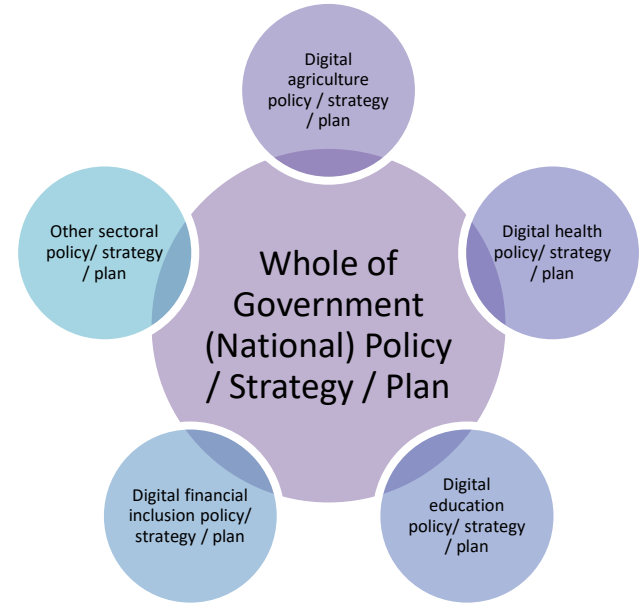 Digital
agriculture
policy / strategy
/ plan
Other sectoral
policy/ strategy
/ plan
Digital health
policy/ strategy
/ plan
Whole of
Government
(National) Policy
/ Strategy / Plan
Digital financial
inclusion policy/
strategy / plan
Digital
education
policy/ strategy
/ plan